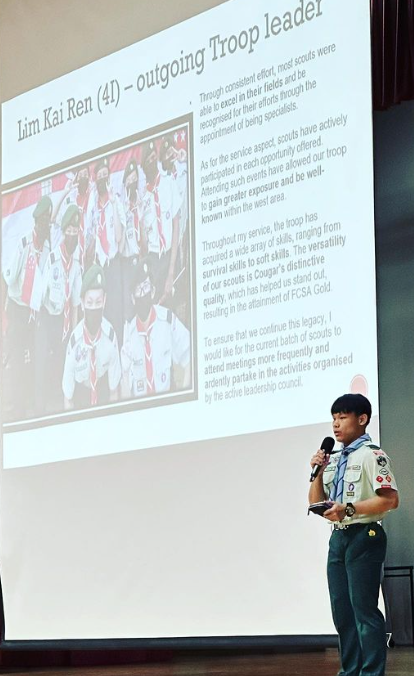 Lim Kai Ren (4I) – outgoing Troop leader
Through consistent effort, most scouts were
able to excel in their fields and be
recognised for their efforts through the
appointment of being specialists.
As for the service aspect, scouts have actively
participated in each opportunity offered.
Attending such events have allowed our troop
to gain greater exposure and be well-
known within the west area.
Throughout my service, the troop has
acquired a wide array of skills, ranging from
survival skills to soft skills. The versatility
of our scouts is Cougar's distinctive
quality, which has helped us stand out,
resulting in the attainment of FCSA Gold.
To ensure that we continue this legacy, I
would like for the current batch of scouts to
attend meetings more frequently and
ardently partake in the activities organised
by the active leadership council.
7